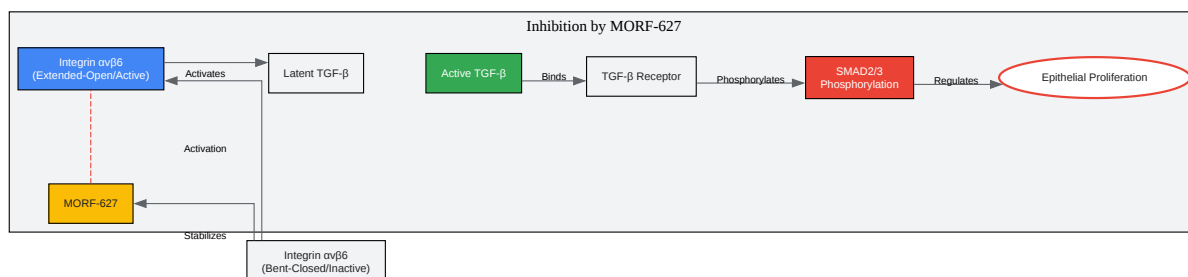 Inhibition by MORF-627
Integrin αvβ6
(Extended-Open/Active)
Activates
Latent TGF-β
Active TGF-β
Binds
TGF-β Receptor
Phosphorylates
SMAD2/3
Phosphorylation
Regulates
Epithelial Proliferation
Activation
MORF-627
Stabilizes
Integrin αvβ6
(Bent-Closed/Inactive)